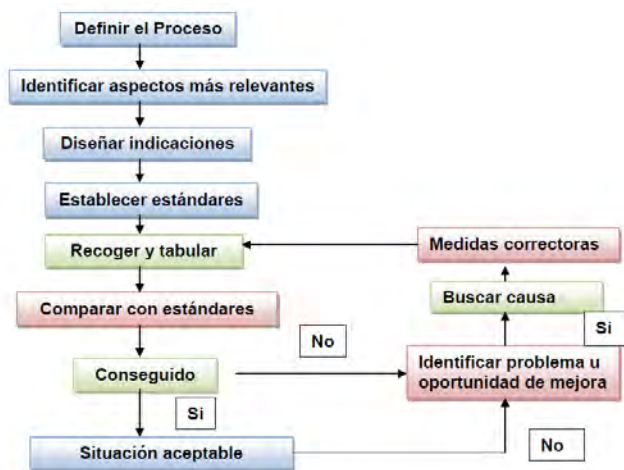 Definir el Proceso
Identificar aspectos más relevantes
Diseñar indicaciones
Establecer estándares
Recoger y tabular
Medidas correctoras
Comparar con estándares
Buscar causa
Si
No
Conseguido
Identificar problema u
oportunidad de mejora
Si
Situación aceptable
No